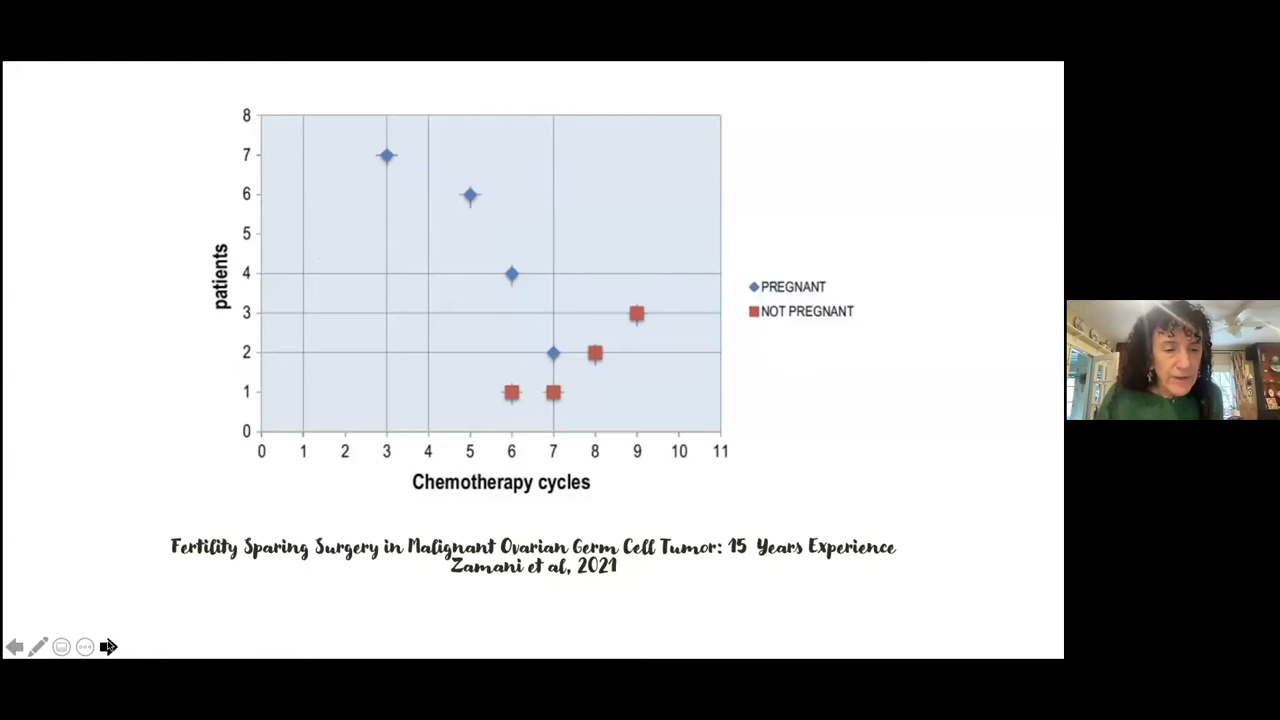 8
7
6
5
4
3
2
1
0
patients
0 1 2 3 4 5 6 7 8 9 10 11
Chemotherapy cycles
PREGNANT
NOT PREGNANT
Fertility Sparing Surgery in Malignant Ovarian Germ Cell Tumor: 15 Years Experience
Zamani et al, 2021